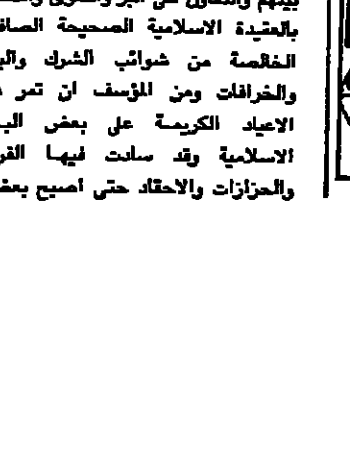 بينهم والتعاون على البر والتقوى
بالعقيدة الاسلامية الصحيحة
الخالصة من شوائب الشرك
والخرافات ومن المؤسف ان تمر
الاعياد الكريمة على بعض
الاسلامية وقد سادت فيها
والحزازات والاحقاد حتى اصبح